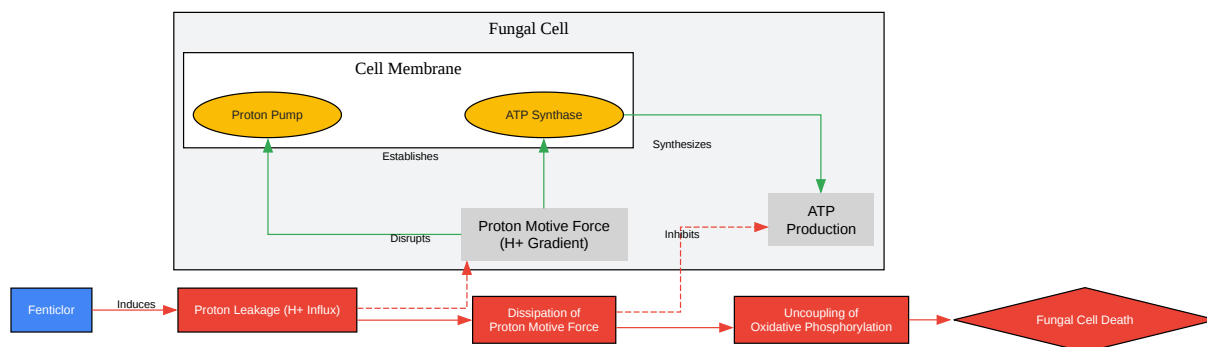 Fungal Cell
Cell Membrane
Proton Pump
ATP Synthase
Establishes
Synthesizes
Proton Motive Force
(H+ Gradient)
Disrupts
Inhibits
ATP
Production
Fenticlor
Induces
Proton Leakage (H+ Influx)
Dissipation of
Proton Motive Force
Uncoupling of
Oxidative Phosphorylation
Fungal Cell Death